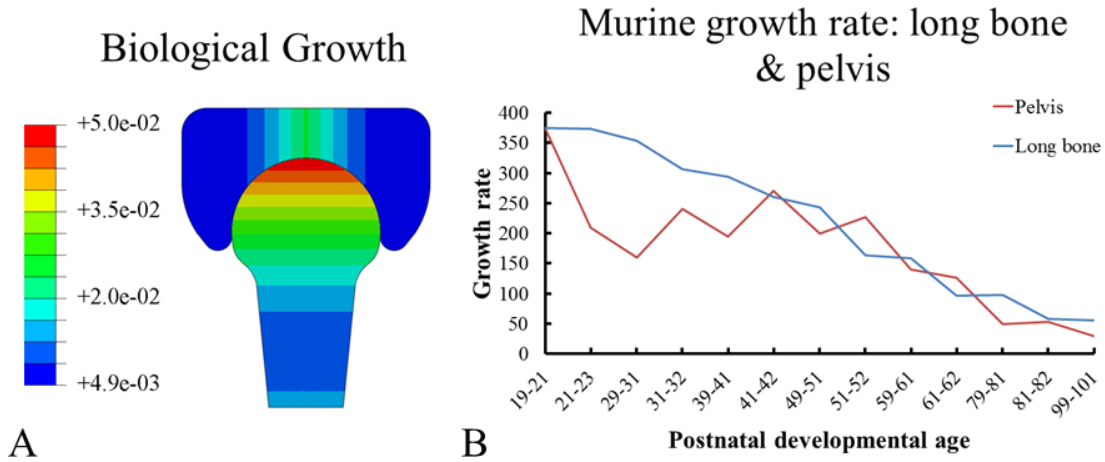 Biological Growth
+5.0e-02
+3.5e-02
+2.0e-02
+4.9e-03
A
Murine growth rate: long bone
& pelvis
Pelvis
Long bone
400
350
300
250
200
150
100
50
0
Growth rate
19-21
21-23
29-31
31-32
39-41
41-42
49-51
51-52
59-61
61-62
79-81
81-82
99-101
Postnatal developmental age
B